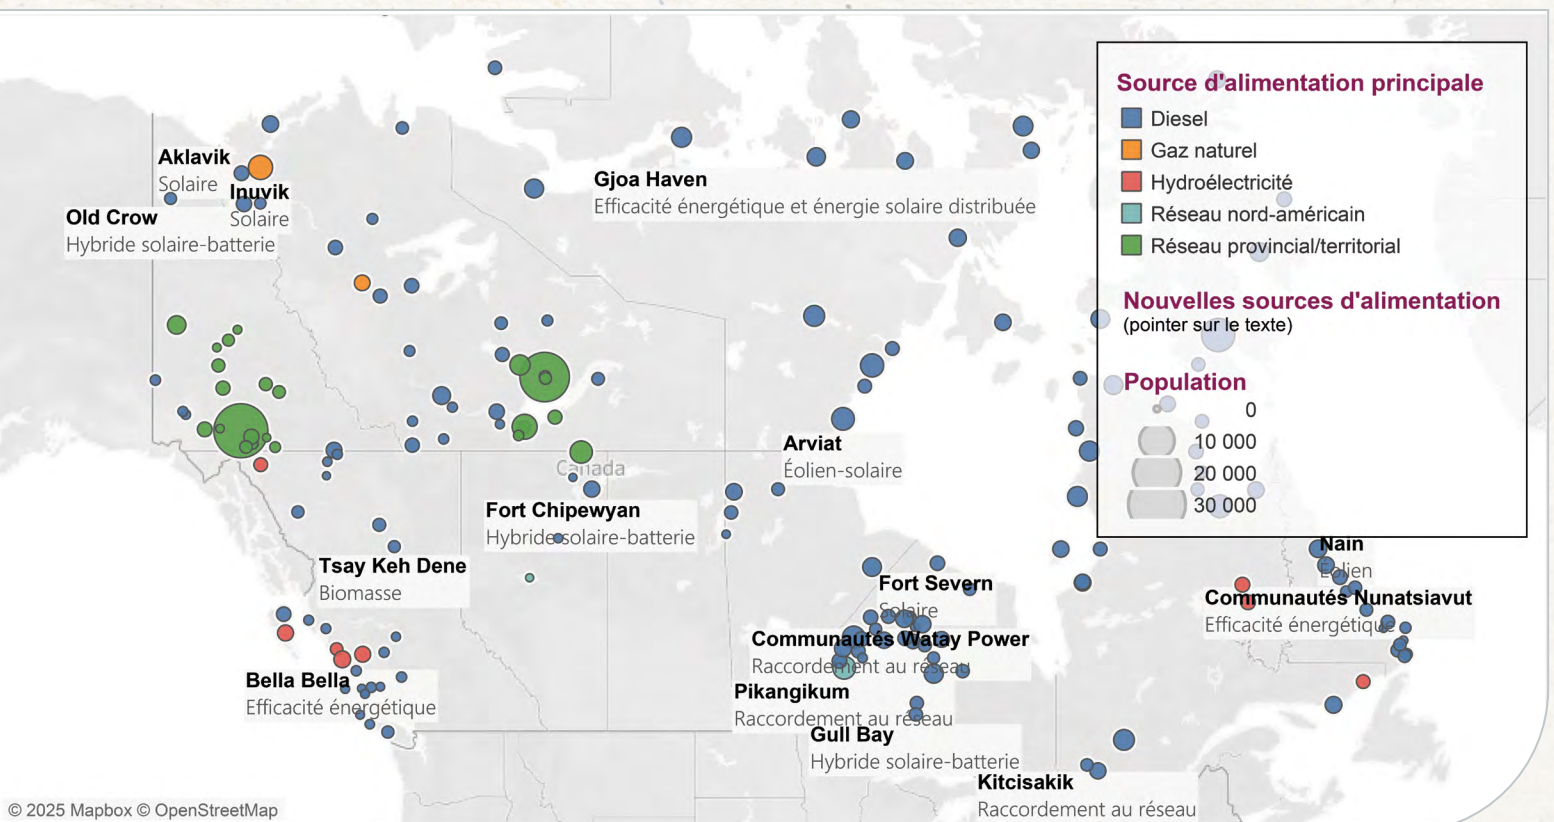 Source d'alimentation principale
Diesel
Gaz naturel
Hydroélectricité
Réseau nord-américain
Réseau provincial/territorial
Nouvelles sources d'alimentation
(pointer sur le texte)
Population
0
10 000
20 000
30 000
Aklavik
Solaire
Inuvik
Solaire
Old Crow
Hybride solaire-batterie
Gjoa Haven
Efficacité énergétique et énergie solaire distribuée
Arviat
Éolien-solaire
Canada
Fort Chipewyan
Hybride solaire-batterie
Tsay Keh Dene
Biomasse
Nain
Éolien
Fort Severn
Solaire
Communautés Nunatsiavut
Efficacité énergétique
Communautés Watay Power
Raccordement au réseau
Bella Bella
Efficacité énergétique
Pikangikum
Raccordement au réseau
Gull Bay
Hybride solaire-batterie
Kitcisakik
Raccordement au réseau
© 2025 Mapbox © OpenStreetMap